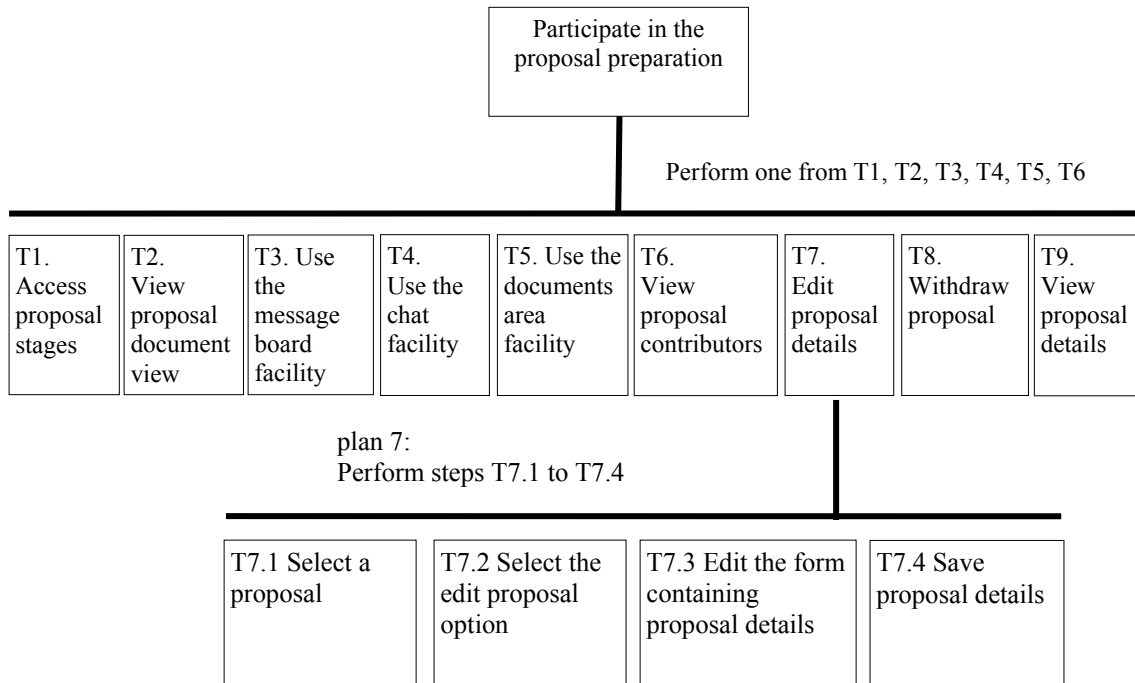 Participate in the
proposal preparation
Perform one from T1, T2, T3, T4, T5, T6
T1.
Access
proposal
stages
T2.
View
proposal
document
view
T3. Use
the
message
board
facility
T4.
Use the
chat
facility
T5. Use the
documents
area
facility
T6.
View
proposal
contributors
T7.
Edit
proposal
details
T8.
Withdraw
proposal
T9.
View
proposal
details
plan 7:
Perform steps T7.1 to T7.4
T7.1 Select a
proposal
T7.2 Select the
edit proposal
option
T7.3 Edit the form
containing
proposal details
T7.4 Save
proposal details